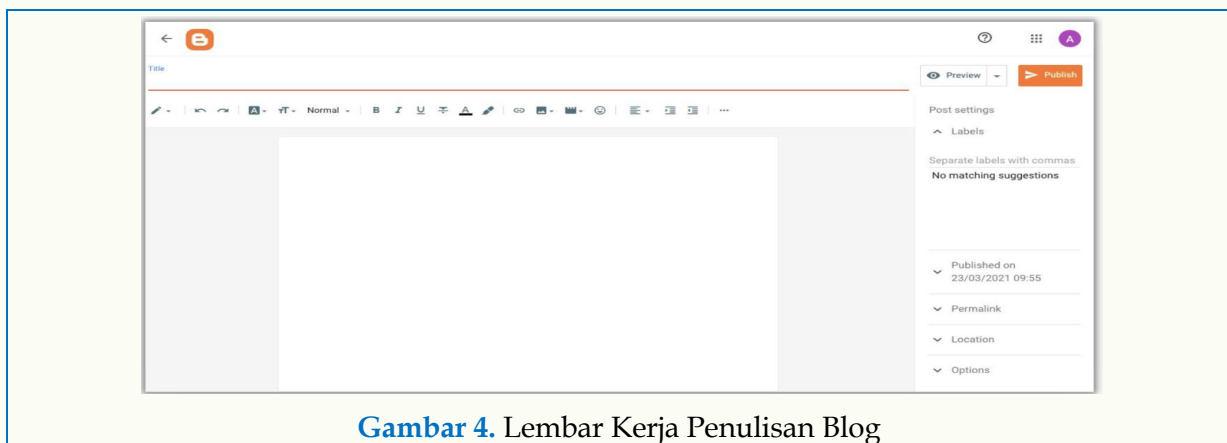 A
Title
Preview
Publish
Normal
B I U A
Post settings
Labels
Separate labels with commas
No matching suggestions
Published on
23/03/2021 09:55
Permalink
Location
Options
Gambar 4. Lembar Kerja Penulisan Blog